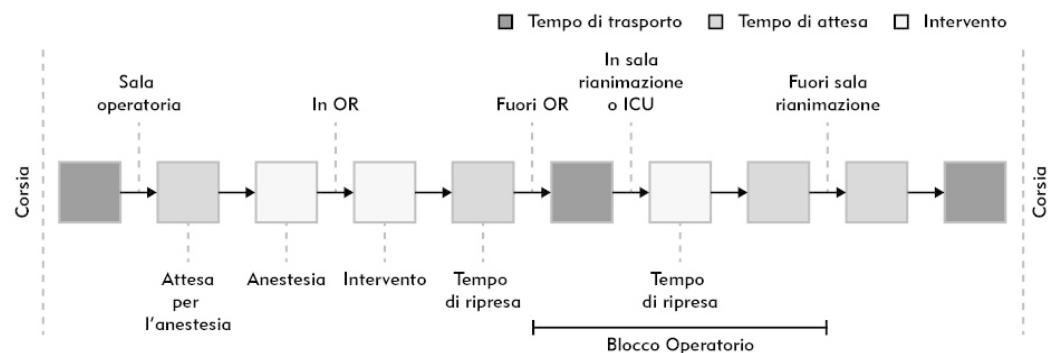 Tempo di trasporto
Tempo di attesa
Intervento
Sala
operatoria
In OR
Fuori OR
In sala
rianimazione
o ICU
Fuori sala
rianimazione
Corsia
Corsia
Attesa
per
l'anestesia
Anestesia
Intervento
Tempo
di ripresa
Tempo
di ripresa
Blocco Operatorio